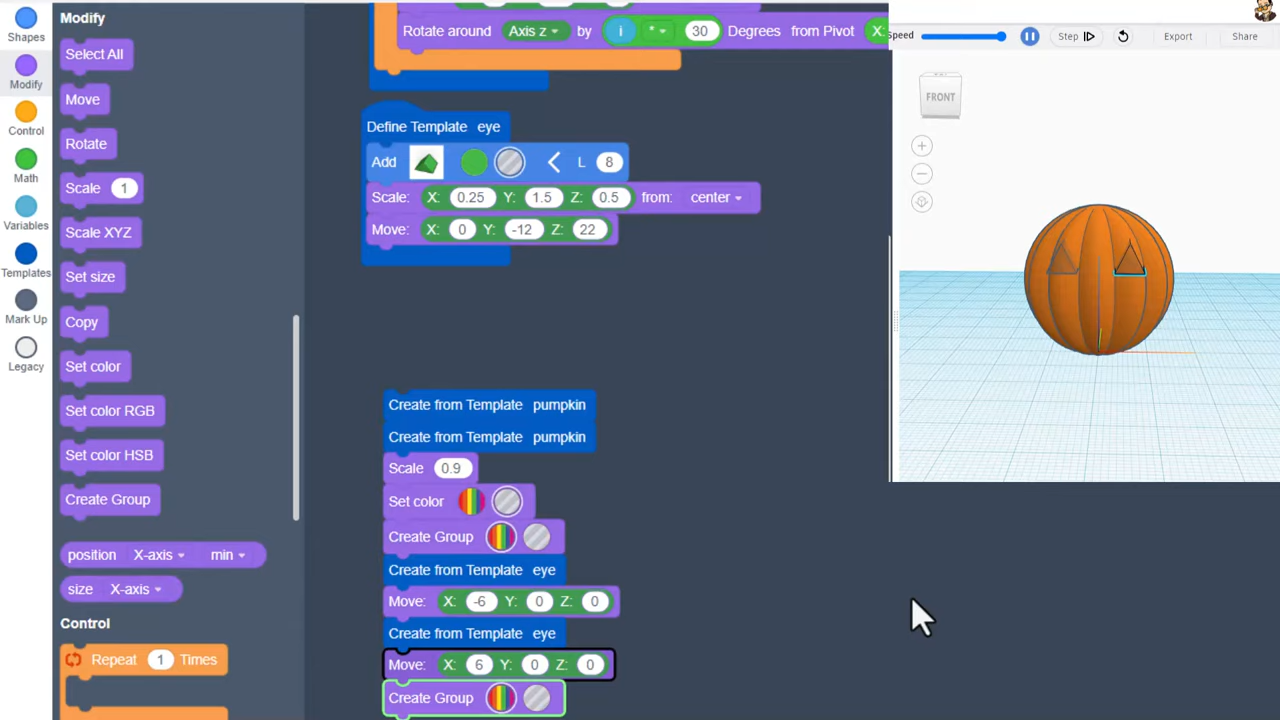 Shapes
Modify
Control
Math
Variables
Templates
Mark Up
Legacy
Modify
Select All
Move
Rotate
Scale 1
Scale XYZ
Set size
Copy
Set color
Set color RGB
Set color HSB
Create Group
position X-axis min
size X-axis
Control
Repeat 1 Times
Rotate around Axis z by i * 30 Degrees from Pivot X:
Define Template eye
Add L 8
Scale: X: 0.25 Y: 1.5 Z: 0.5 from: center
Move: X: 0 Y: -12 Z: 22
Create from Template pumpkin
Create from Template pumpkin
Scale 0.9
Set color
Create Group
Create from Template eye
Move: X: -6 Y: 0 Z: 0
Create from Template eye
Move: X: 6 Y: 0 Z: 0
Create Group
Speed Step Export Share
FRONT